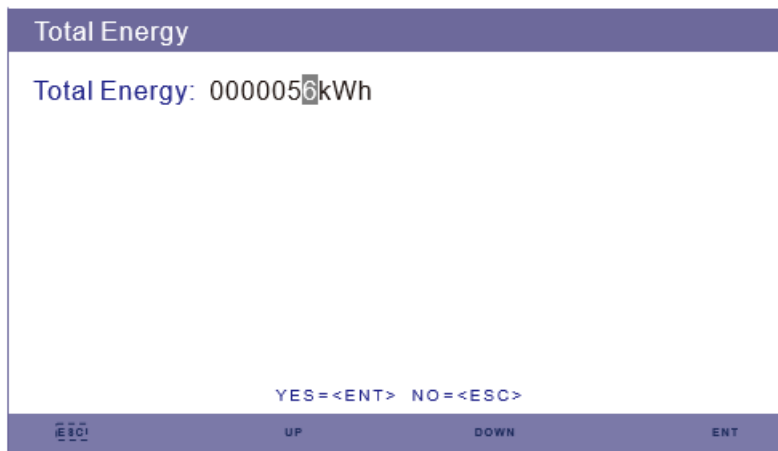 Total Energy
Total Energy: 0000056kWh
YES=<ENT> NO=<ESC>
ESC UP DOWN ENT